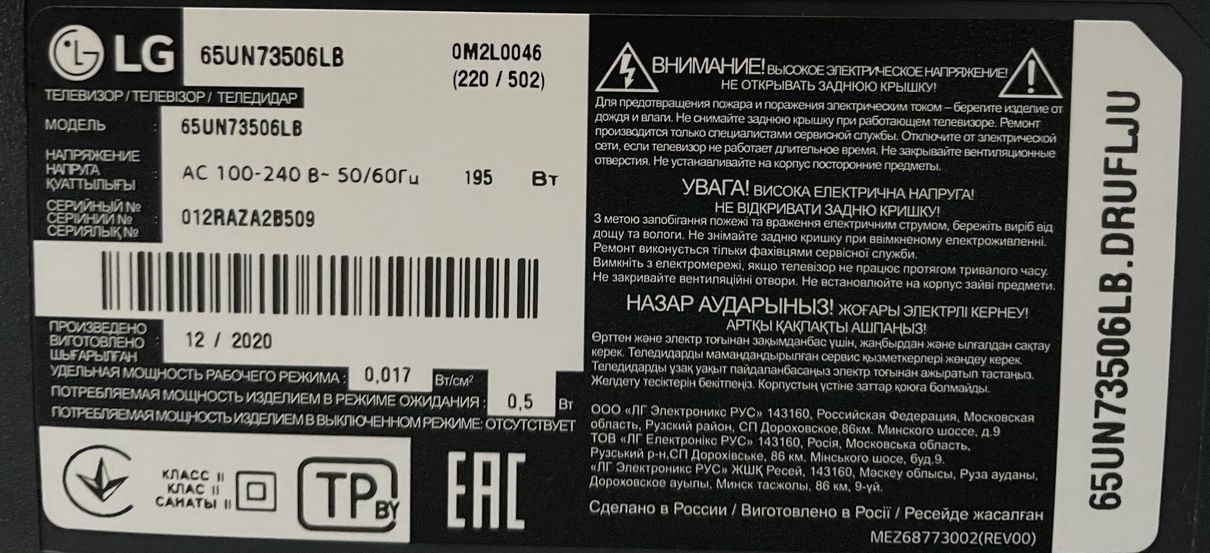 LG 65UN73506LB 0M2L0046
(220 / 502)
ТЕЛЕВИЗОР / ТЕЛЕВІЗОР / ТЕЛЕДИДАР
МОДЕЛЬ : 65UN73506LB
НАПРЯЖЕНИЕ
НАПРУГА : AC 100-240 В~ 50/60Гц 195 Вт
ҚУАТТЫЛЫҒЫ
СЕРИЙНЫЙ №
СЕРІЙНИЙ № : 012RAZA2B509
СЕРИЯЛЫҚ №
ПРОИЗВЕДЕНО
ВИГОТОВЛЕНО : 12 / 2020
ШЫҒАРЫЛҒАН
УДЕЛЬНАЯ МОЩНОСТЬ РАБОЧЕГО РЕЖИМА : 0,017 Вт/см²
ПОТРЕБЛЯЕМАЯ МОЩНОСТЬ ИЗДЕЛИЕМ В РЕЖИМЕ ОЖИДАНИЯ : 0,5 Вт
ПОТРЕБЛЯЕМАЯ МОЩНОСТЬ ИЗДЕЛИЕМ В ВЫКЛЮЧЕННОМ РЕЖИМЕ: ОТСУТСТВУЕТ
КЛАСС II
КЛАС II
САНАТЫ II
TP BY
EAC
ВНИМАНИЕ! ВЫСОКОЕ ЭЛЕКТРИЧЕСКОЕ НАПРЯЖЕНИЕ!
НЕ ОТКРЫВАТЬ ЗАДНЮЮ КРЫШКУ!
Для предотвращения пожара и поражения электрическим током – берегите изделие от
дождя и влаги. Не снимайте заднюю крышку при работающем телевизоре. Ремонт
производится только специалистами сервисной службы. Отключите от электрической
сети, если телевизор не работает длительное время. Не закрывайте вентиляционные
отверстия. Не устанавливайте на корпус посторонние предметы.
УВАГА! ВИСОКА ЕЛЕКТРИЧНА НАПРУГА!
НЕ ВІДКРИВАТИ ЗАДНЮ КРИШКУ!
З метою запобігання пожежі та враження електричним струмом, бережіть виріб від
дощу та вологи. Не знімайте задню кришку при ввімкненому електроживленні.
Ремонт виконується тільки фахівцями сервісної служби.
Вимкніть з електромережі, якщо телевізор не працює протягом тривалого часу.
Не закривайте вентиляційні отвори. Не встановлюйте на корпус зайві предмети.
НАЗАР АУДАРЫНЫЗ! ЖОҒАРЫ ЭЛЕКТРЛІ КЕРНЕУ!
АРТҚЫ ҚАҚПАҚТЫ АШПАҢЫЗ!
Өрттен және электр тоғынан зақымданбас үшін, жаңбырдан және ылғалдан сақтау
керек. Теледидарды мамандандырылған сервис қызметкерлері жөндеу керек.
Теледидарды ұзақ уақыт пайдаланбасаңыз электр тоғынан ажыратып тастаңыз.
Желдету тесіктерін бекітпеңіз. Корпустың үстіне заттар қоюға болмайды.
ООО «ЛГ Электроникс РУС» 143160, Российская Федерация, Московская
область, Рузский район, СП Дороховское,86км. Минского шоссе, д.9
ТОВ «ЛГ Електронікс РУС» 143160, Росія, Московська область,
Рузський р-н,СП Дорохівське, 86 км. Мінського шосе, буд.9.
«ЛГ Электроникс РУС» ЖШҚ Ресей, 143160, Маскеу облысы, Руза ауданы,
Дороховское ауылы, Минск тасжолы, 86 км, 9-үй.
Сделано в России / Виготовлено в Росії / Ресейде жасалған
MEZ68773002(REV00)
65UN73506LB.DRUFLJU